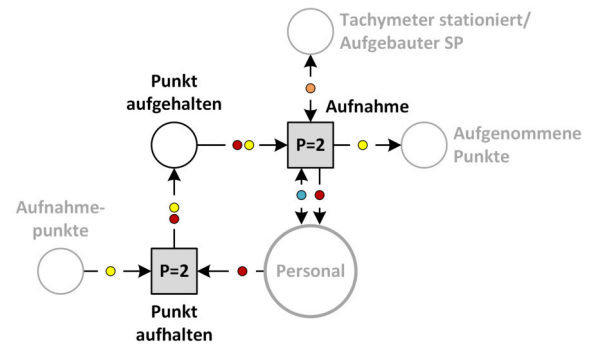 Tachymeter stationiert/
Aufgebauter SP
Punkt
aufgehalten
Aufnahme
P=2
Aufgenommene
Punkte
Aufnahme-
punkte
P=2
Personal
Punkt
aufhalten